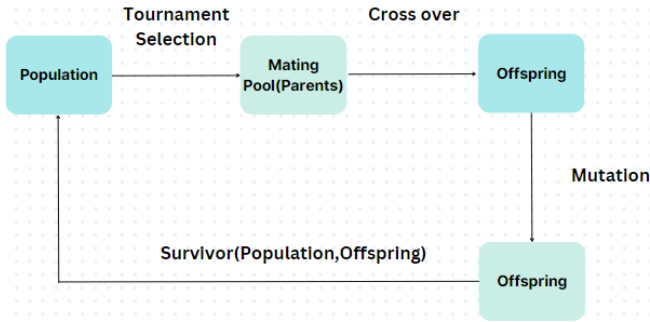 Tournament
Selection
Cross over
Population
Mating
Pool(Parents)
Offspring
Mutation
Survivor(Population,Offspring)
Offspring